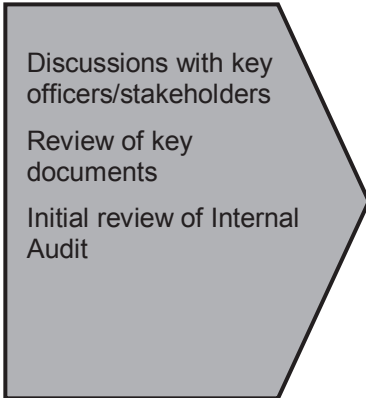 Discussions with key
officers/stakeholders
Review of key
documents
Initial review of Internal
Audit